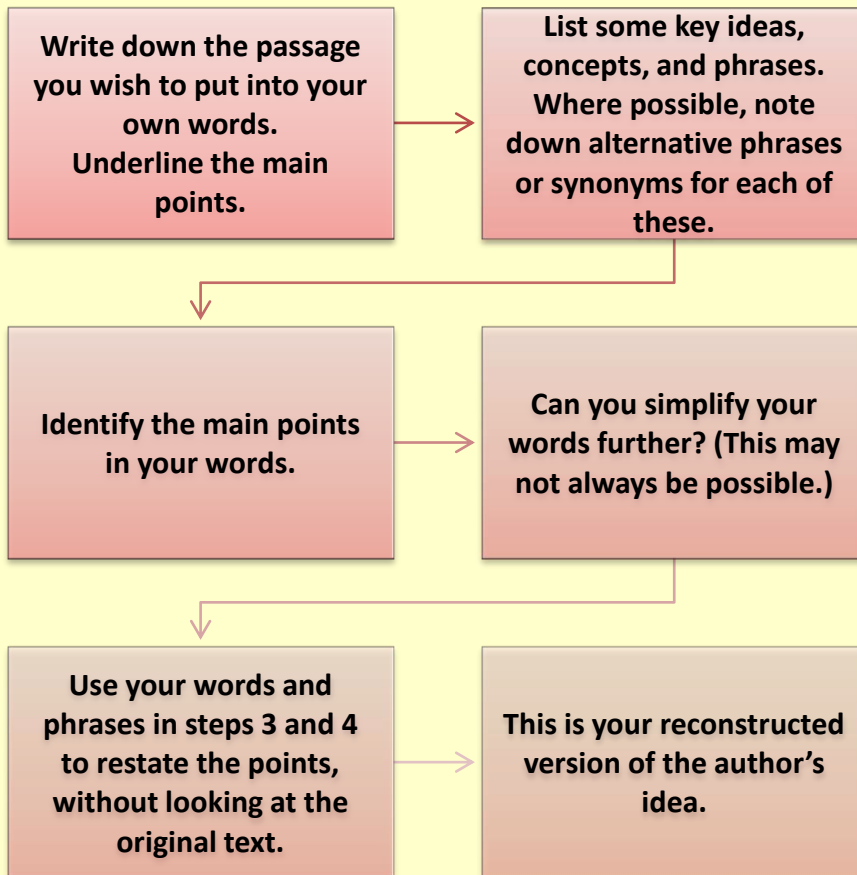 Write down the passage
you wish to put into your
own words.
Underline the main
points.
List some key ideas,
concepts, and phrases.
Where possible, note
down alternative phrases
or synonyms for each of
these.
Identify the main points
in your words.
Can you simplify your
words further? (This may
not always be possible.)
Use your words and
phrases in steps 3 and 4
to restate the points,
without looking at the
original text.
This is your reconstructed
version of the author’s
idea.